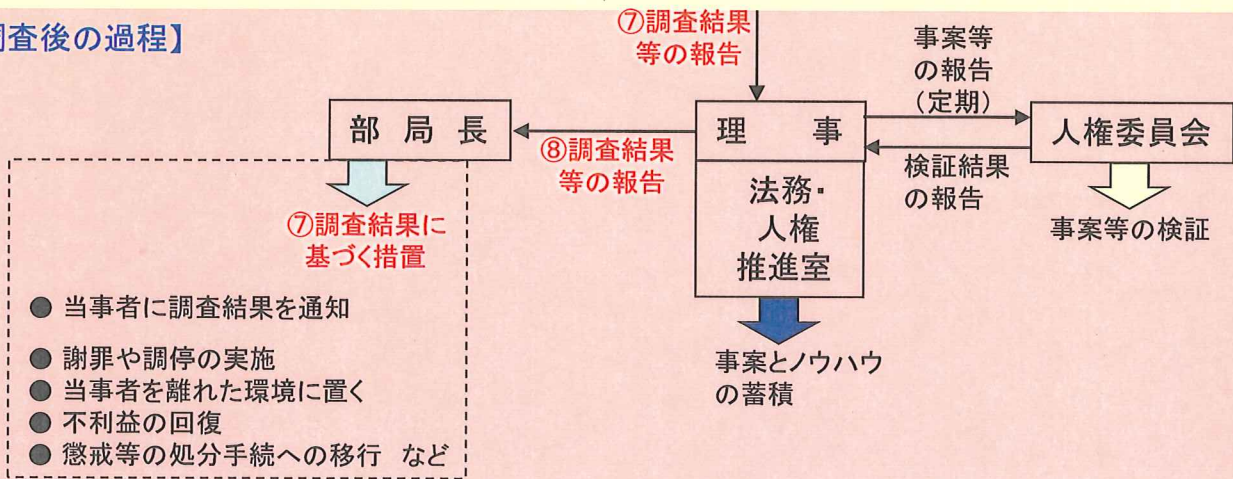 査後の過程】
⑦調査結果
等の報告
事案等
の報告
(定期)
部局長
⑧調査結果
等の報告
理事
検証結果
の報告
人権委員会
法務・
人権
推進室
⑦調査結果に
基づく措置
事案等の検証
● 当事者に調査結果を通知
● 謝罪や調停の実施
● 当事者を離れた環境に置く
● 不利益の回復
● 懲戒等の処分手続への移行 など
事案とノウハウ
の蓄積